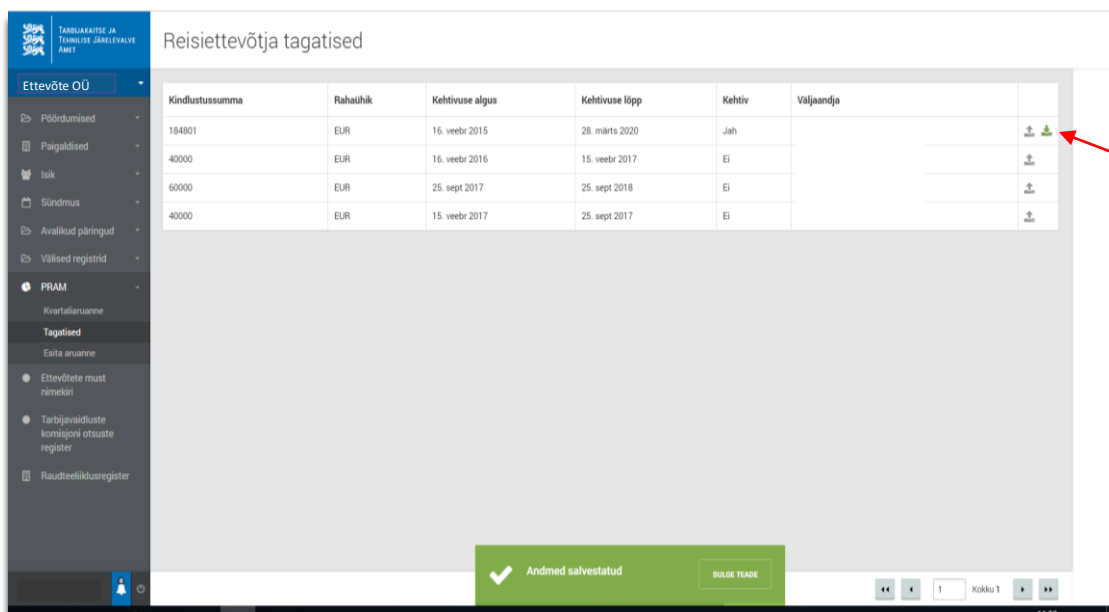 TARBIJAKAITSE JA
TEHNILISE JÄRELEVALVE
AMET
Reisiettevõtja tagatised
Ettevõte OÜ
Pöördumised
Paigaldised
Isik
Sündmus
Avalikud päringud
Välised registrid
PRAM
Kvartaliaruanne
Tagatised
Esita aruanne
Ettevõtete must
nimekiri
Tarbijavaidluste
komisjoni otsuste
register
Raudteeliiklusregister
Kindlustussumma Rahaühik Kehtivuse algus Kehtivuse lõpp Kehtiv Väljaandja
184801 EUR 16. veebr 2015 28. märts 2020 Jah
40000 EUR 16. veebr 2016 15. veebr 2017 Ei
60000 EUR 25. sept 2017 25. sept 2018 Ei
40000 EUR 15. veebr 2017 25. sept 2017 Ei
Andmed salvestatud
SULGE TEADE
1 Kokku 1